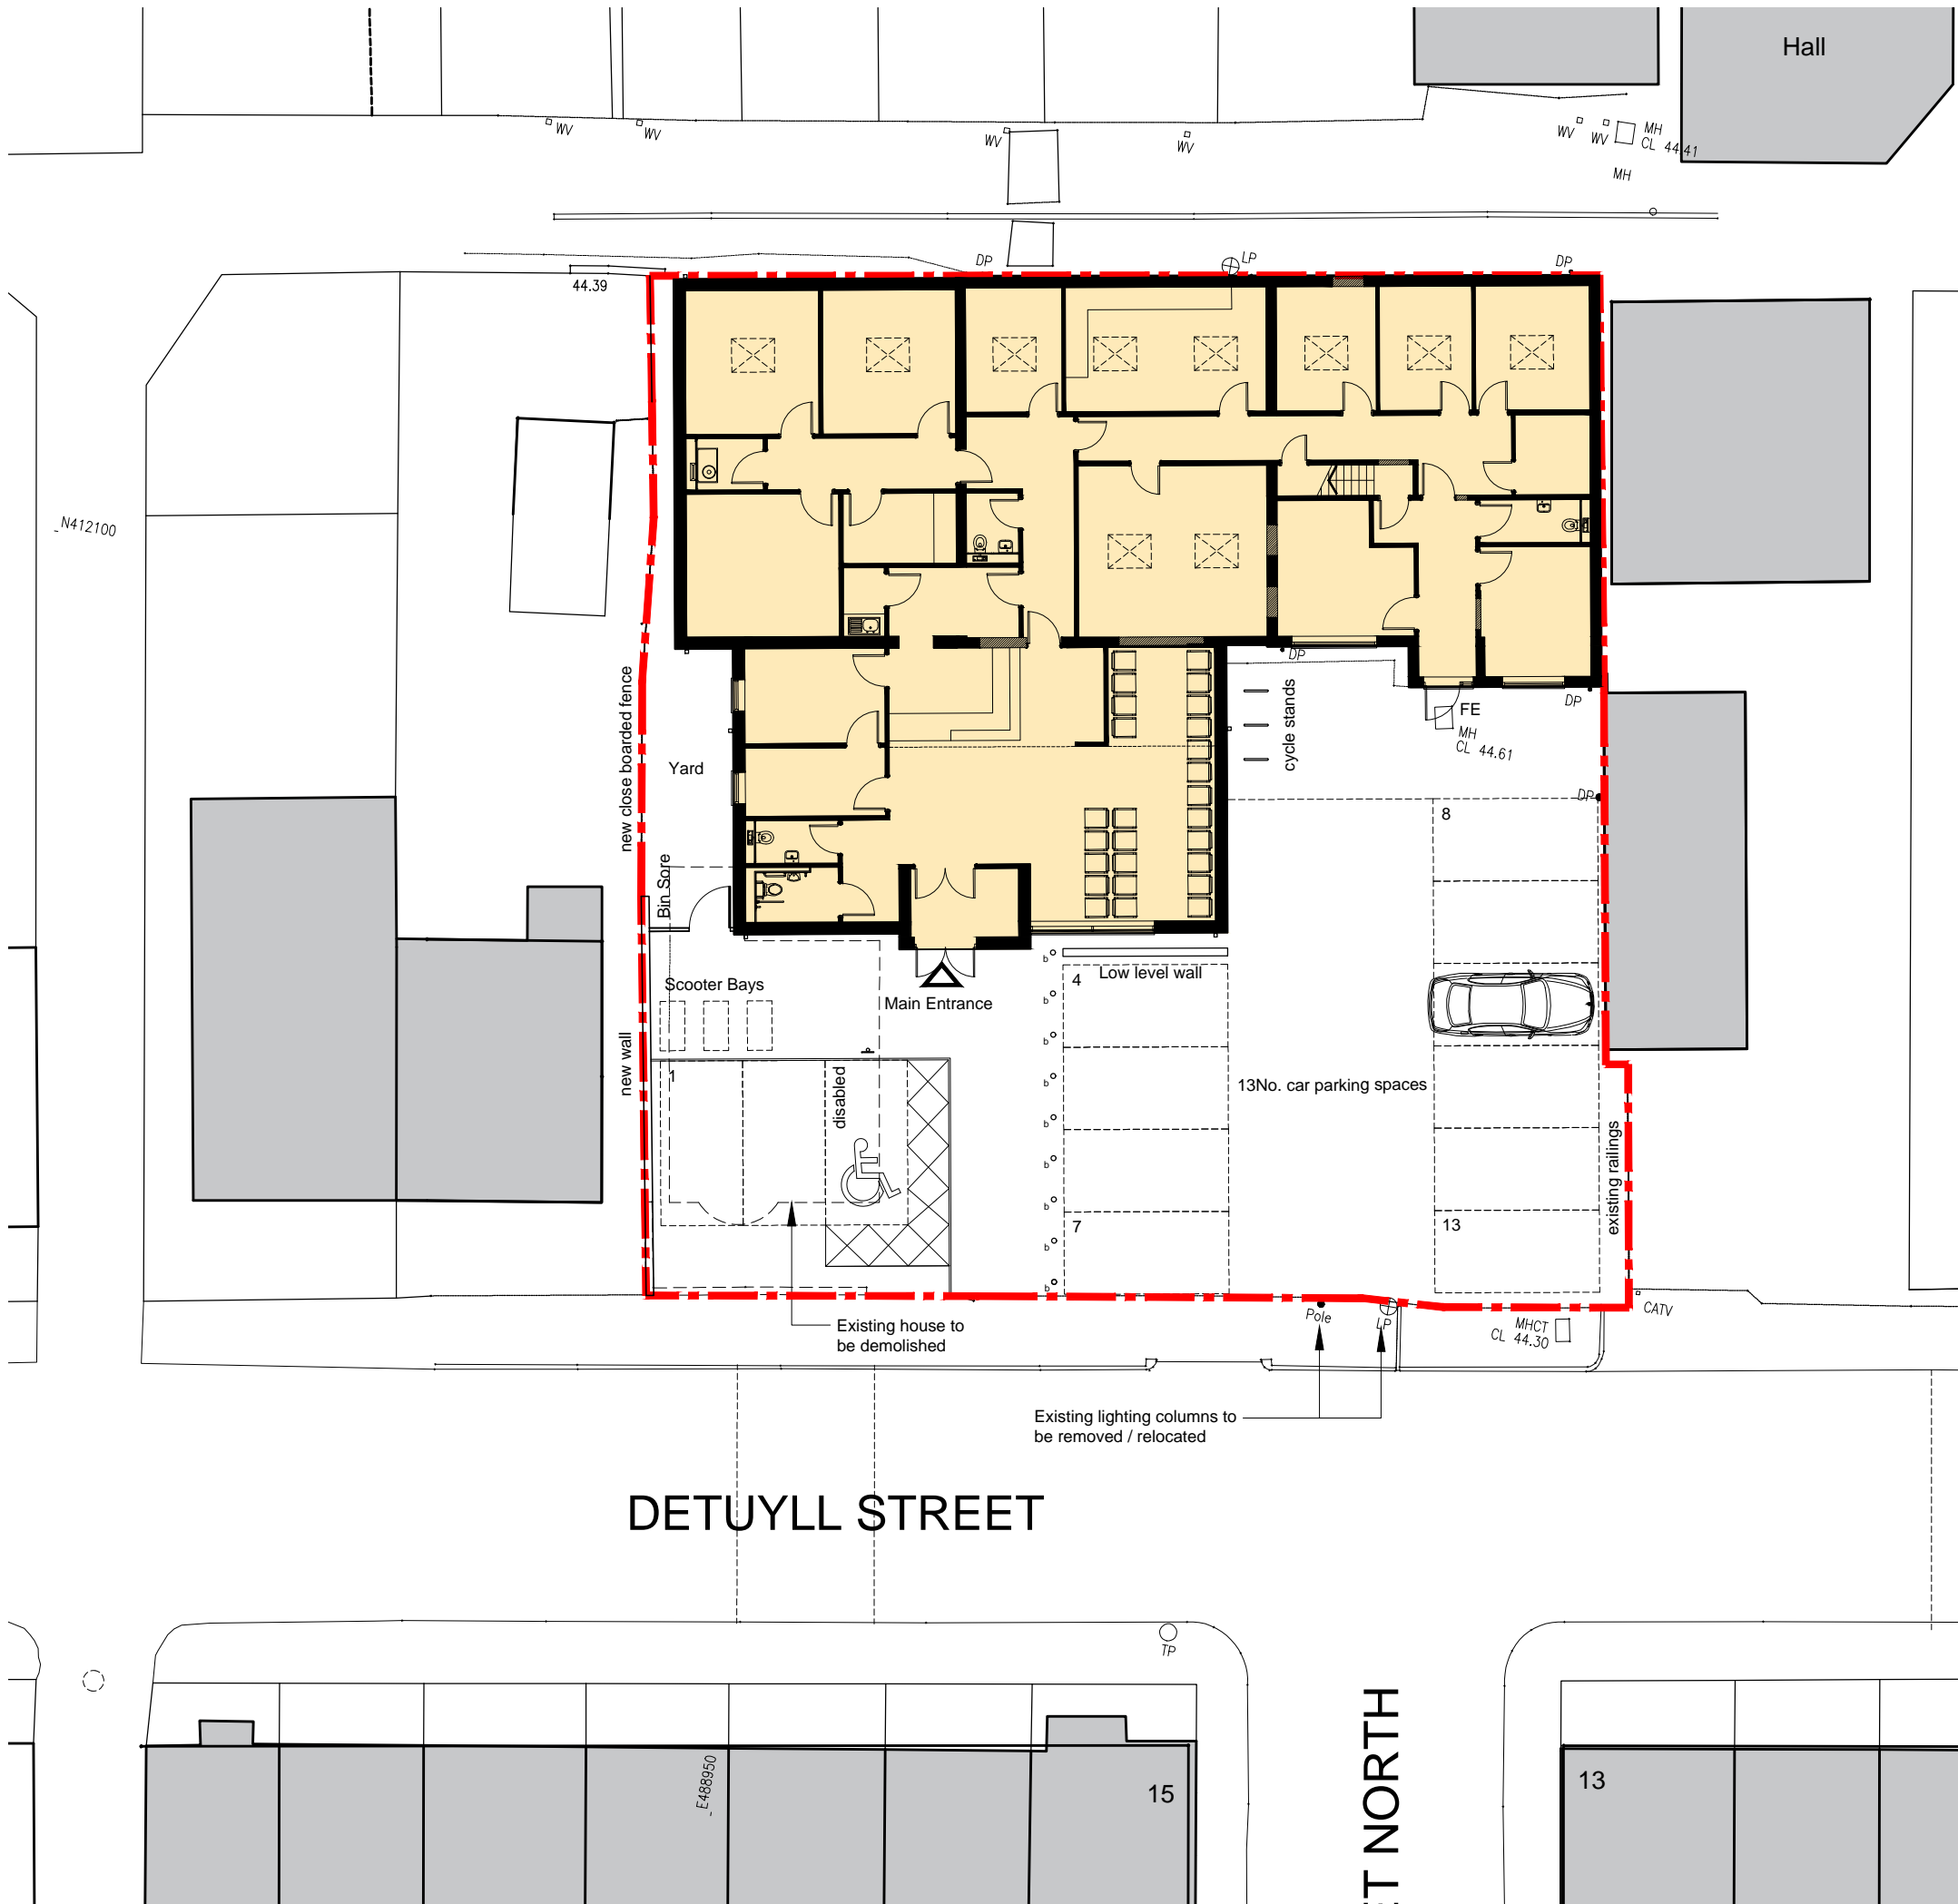 Hall
WV
WV
WV
WV
WV
WV
MH
CL 44.41
MH
DP
LP
DP
44.39
N412100
new close boarded fence
Yard
Bin Sore
cycle stands
DP
FE
MH
CL 44.61
DP
DP
8
Scooter Bays
Main Entrance
b
4
Low level wall
b
b
b
b
b
b
b
b
new wall
1
disabled
13No. car parking spaces
existing railings
7
13
Existing house to
be demolished
Pole
LP
MHCT
CL 44.30
CATV
Existing lighting columns to
be removed / relocated
DETUYLL STREET
TP
E488950
15
ET NORTH
13